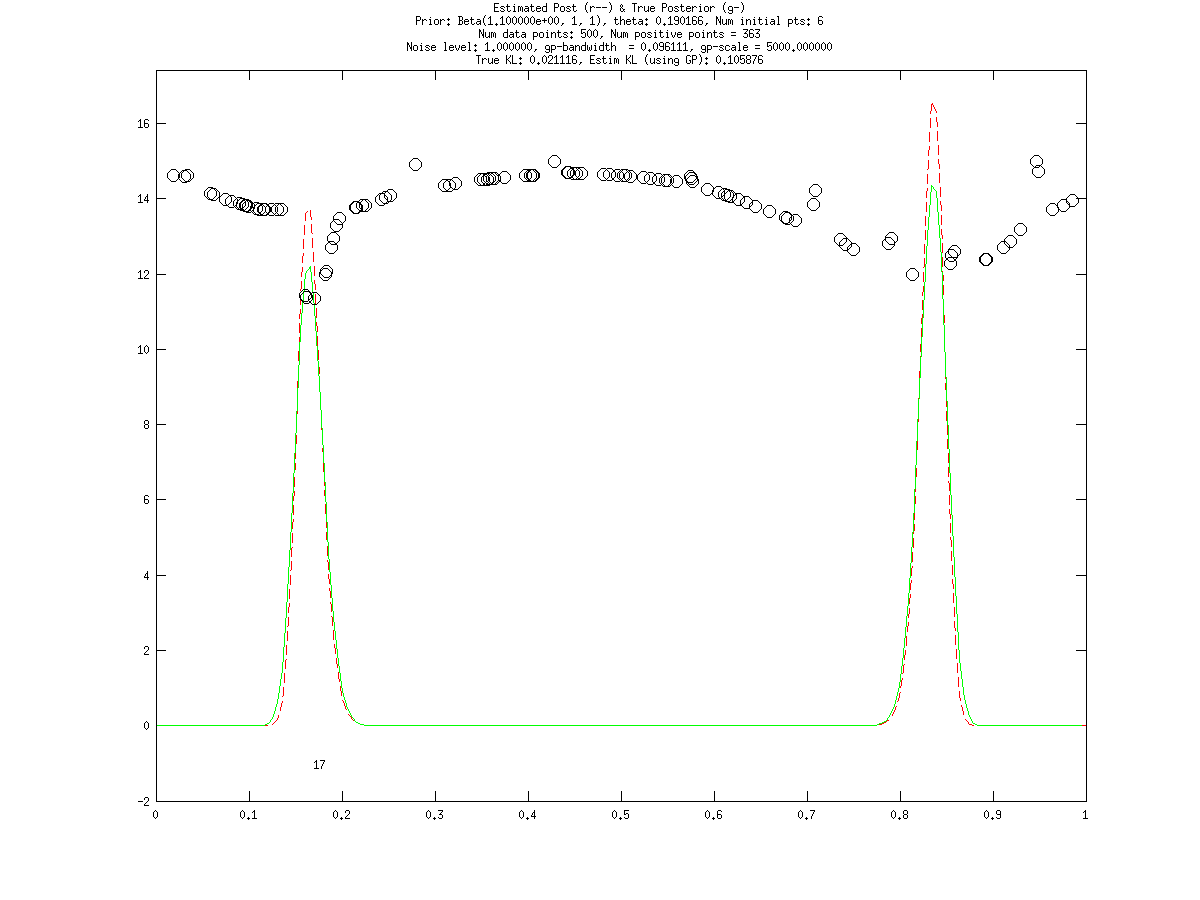 Estimated Post (r--) & True Posterior (g-)
Prior: Beta(1.100000e+00, 1, 1), theta: 0.190166, Num initial pts: 6
Num data points: 500, Num positive points = 363
Noise level: 1.000000, gp-bandwidth = 0.096111, gp-scale = 5000.000000
True KL: 0.021116, Estim KL (using GP): 0.105876
16
14
12
10
8
6
4
2
0
17
-2
0 0.1 0.2 0.3 0.4 0.5 0.6 0.7 0.8 0.9 1